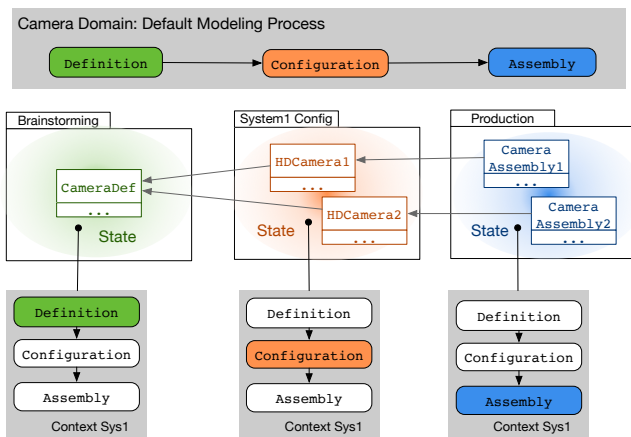 Camera Domain: Default Modeling Process
Definition
Configuration
Assembly
Brainstorming
System1 Config
Production
CameraDef
...
State
HDCamera1
...
HDCamera2
...
State
Camera
Assembly1
...
Camera
Assembly2
...
State
Definition
Configuration
Assembly
Context Sys1
Definition
Configuration
Assembly
Context Sys1
Definition
Configuration
Assembly
Context Sys1